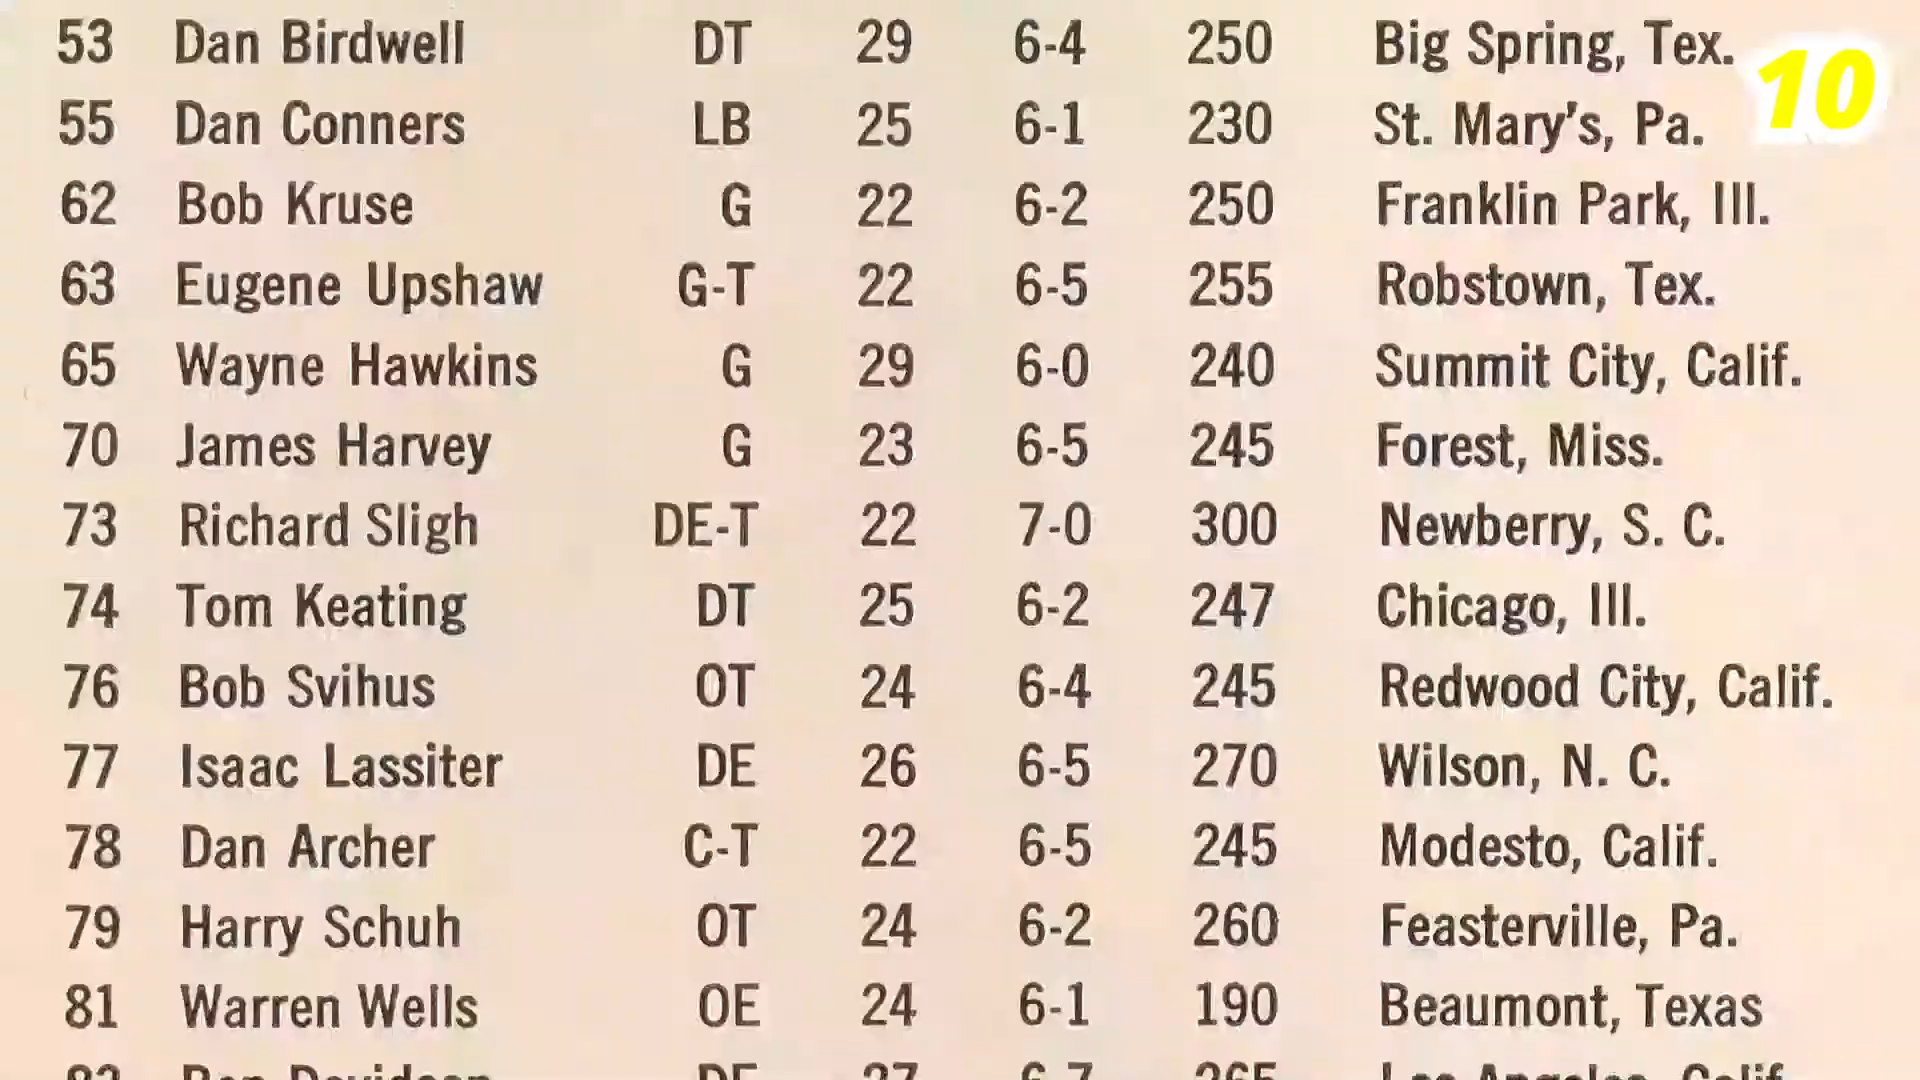 53 Dan Birdwell DT 29 6-4 250 Big Spring, Tex.
10
55 Dan Conners LB 25 6-1 230 St. Mary's, Pa.
62 Bob Kruse G 22 6-2 250 Franklin Park, Ill.
63 Eugene Upshaw G-T 22 6-5 255 Robstown, Tex.
65 Wayne Hawkins G 29 6-0 240 Summit City, Calif.
70 James Harvey G 23 6-5 245 Forest, Miss.
73 Richard Sligh DE-T 22 7-0 300 Newberry, S. C.
74 Tom Keating DT 25 6-2 247 Chicago, Ill.
76 Bob Svihus OT 24 6-4 245 Redwood City, Calif.
77 Isaac Lassiter DE 26 6-5 270 Wilson, N. C.
78 Dan Archer C-T 22 6-5 245 Modesto, Calif.
79 Harry Schuh OT 24 6-2 260 Feasterville, Pa.
81 Warren Wells OE 24 6-1 190 Beaumont, Texas